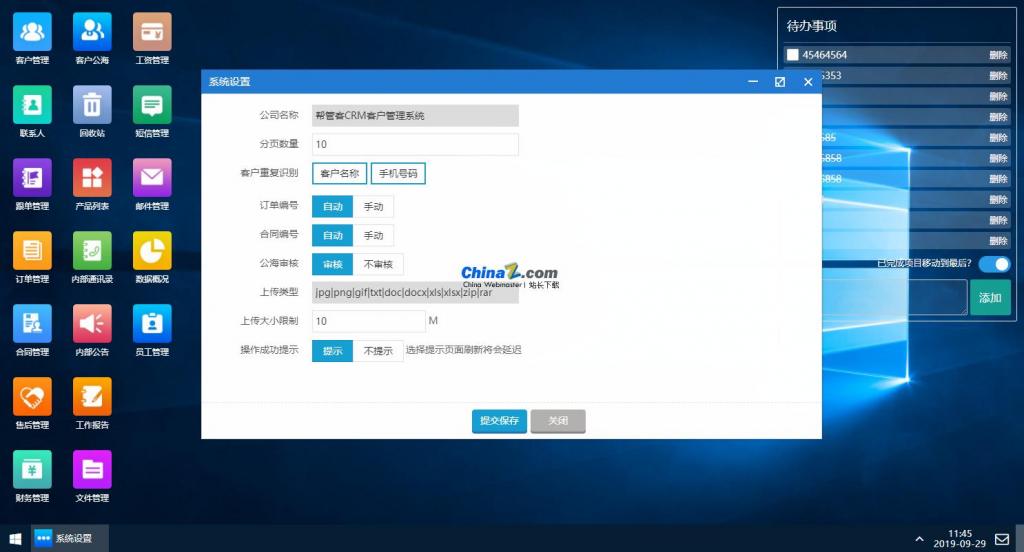 客户管理
客户公海
工资管理
联系人
回收站
短信管理
跟单管理
产品列表
邮件管理
订单管理
内部通讯录
数据概况
合同管理
内部公告
员工管理
售后管理
工作报告
财务管理
文件管理
系统设置
公司名称 帮管客CRM客户管理系统
分页数量 10
客户重复识别 客户名称 手机号码
订单编号 自动 手动
合同编号 自动 手动
公海审核 审核 不审核
上传类型 jpg|png|gif|txt|doc|docx|xls|xlsx|zip|rar
上传大小限制 10 M
操作成功提示 提示 不提示 选择提示页面刷新将会延迟
提交保存 关闭
ChinaZ.com
China Webmaster | 站长下载
待办事项
45464564 删除
5353 删除
删除
删除
585 删除
5858 删除
5858 删除
删除
删除
删除
已完成项目移动到最后?
添加
系统设置
11:45
2019-09-29